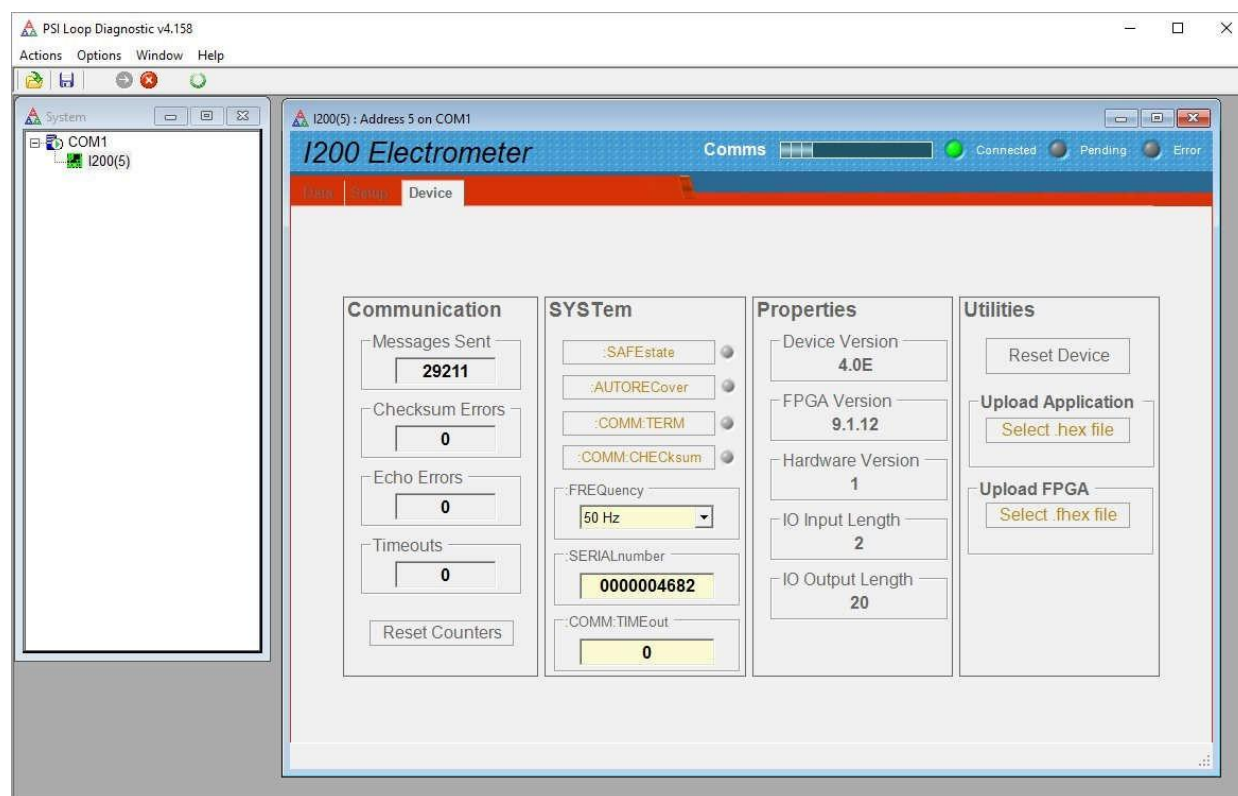 PSI Loop Diagnostic v4.158
Actions Options Window Help
System
COM1
I200(5)
I200(5) : Address 5 on COM1
I200 Electrometer
Comms
Connected
Pending
Error
Data
Setup
Device
Communication
Messages Sent
29211
Checksum Errors
0
Echo Errors
0
Timeouts
0
Reset Counters
SYSTem
:SAFEstate
:AUTORECover
:COMM:TERM
:COMM:CHECksum
:FREQuency
50 Hz
:SERIALnumber
0000004682
:COMM:TIMEout
0
Properties
Device Version
4.0E
FPGA Version
9.1.12
Hardware Version
1
IO Input Length
2
IO Output Length
20
Utilities
Reset Device
Upload Application
Select .hex file
Upload FPGA
Select .fhex file